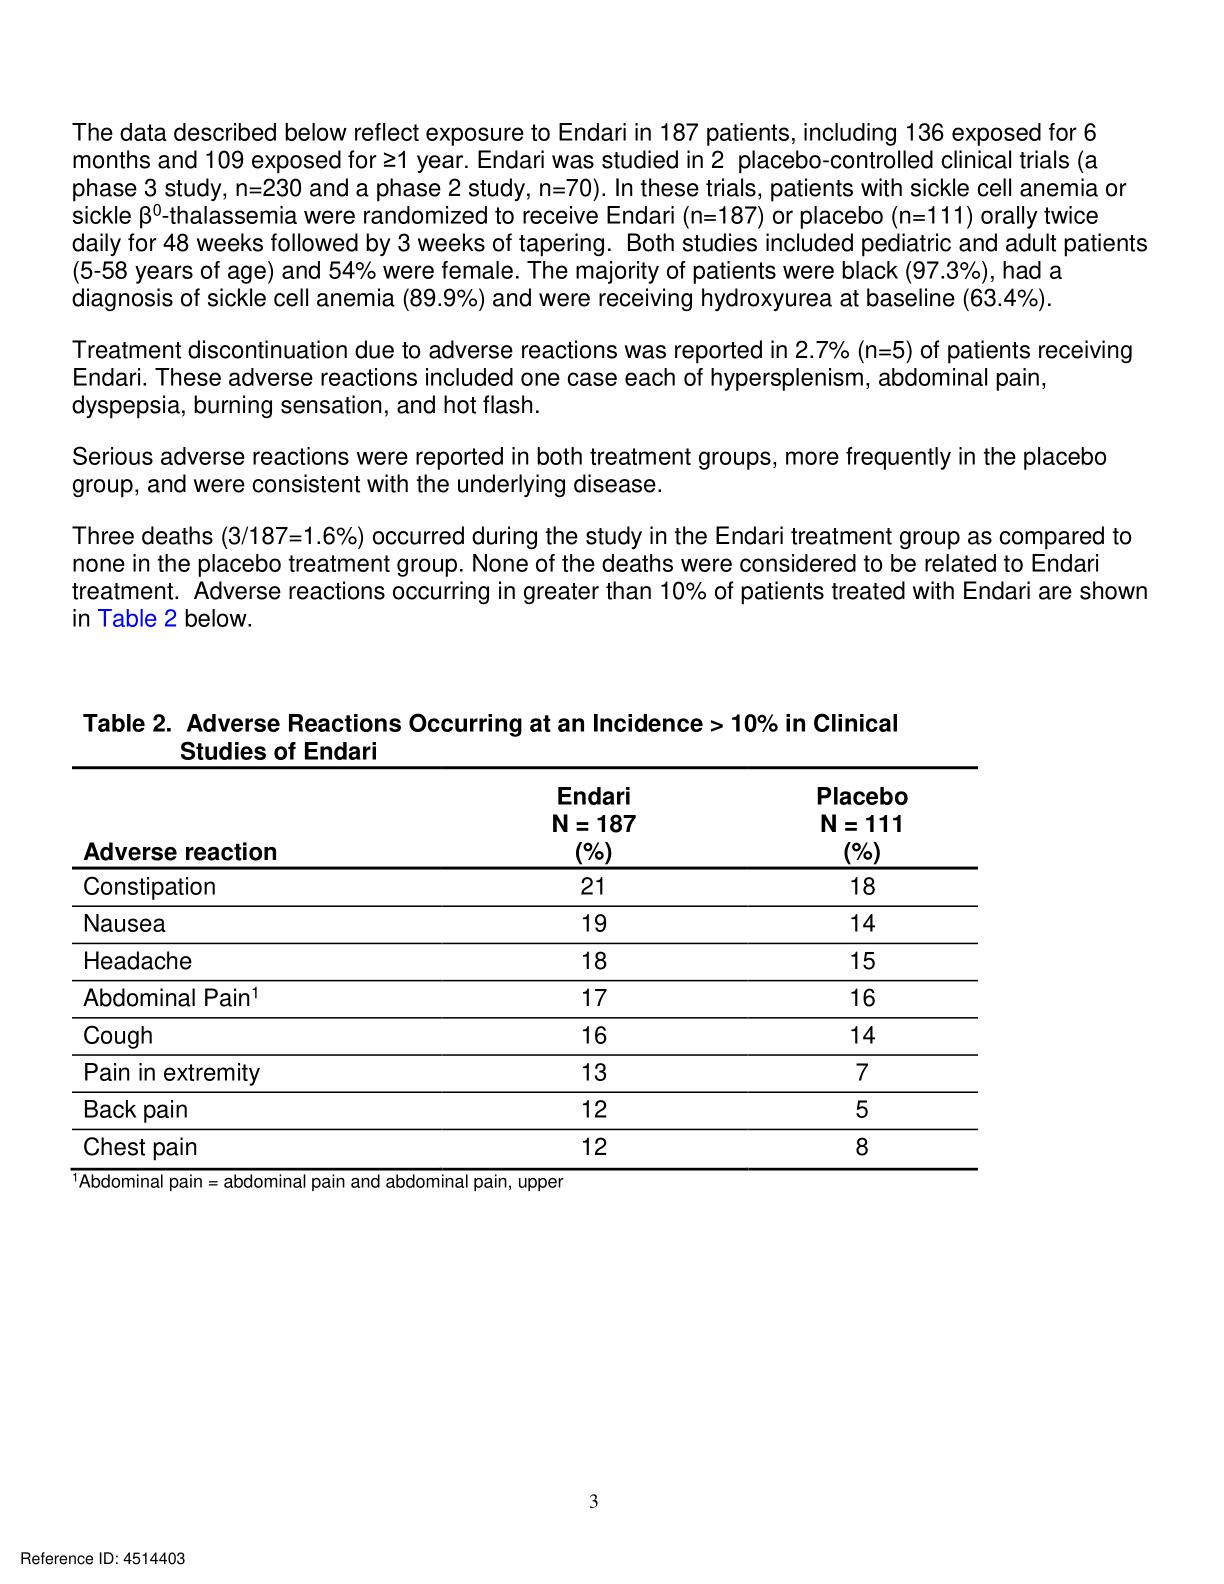 The data described below reflect exposure to Endari in 187 patients, including 136 exposed for 6
months and 109 exposed for ≥1 year. Endari was studied in 2  placebo-controlled clinical trials (a
phase 3 study, n=230 and a phase 2 study, n=70). In these trials, patients with sickle cell anemia or
sickle β⁰-thalassemia were randomized to receive Endari (n=187) or placebo (n=111) orally twice
daily for 48 weeks followed by 3 weeks of tapering.  Both studies included pediatric and adult patients
(5-58 years of age) and 54% were female. The majority of patients were black (97.3%), had a
diagnosis of sickle cell anemia (89.9%) and were receiving hydroxyurea at baseline (63.4%).
Treatment discontinuation due to adverse reactions was reported in 2.7% (n=5) of patients receiving
Endari. These adverse reactions included one case each of hypersplenism, abdominal pain,
dyspepsia, burning sensation, and hot flash.
Serious adverse reactions were reported in both treatment groups, more frequently in the placebo
group, and were consistent with the underlying disease.
Three deaths (3/187=1.6%) occurred during the study in the Endari treatment group as compared to
none in the placebo treatment group. None of the deaths were considered to be related to Endari
treatment.  Adverse reactions occurring in greater than 10% of patients treated with Endari are shown
in Table 2 below.
Table 2.  Adverse Reactions Occurring at an Incidence > 10% in Clinical
Studies of Endari
Endari Placebo
N = 187 N = 111
Adverse reaction (%) (%)
Constipation 21 18
Nausea 19 14
Headache 18 15
Abdominal Pain¹ 17 16
Cough 16 14
Pain in extremity 13 7
Back pain 12 5
Chest pain 12 8
¹Abdominal pain = abdominal pain and abdominal pain, upper
3
Reference ID: 4514403